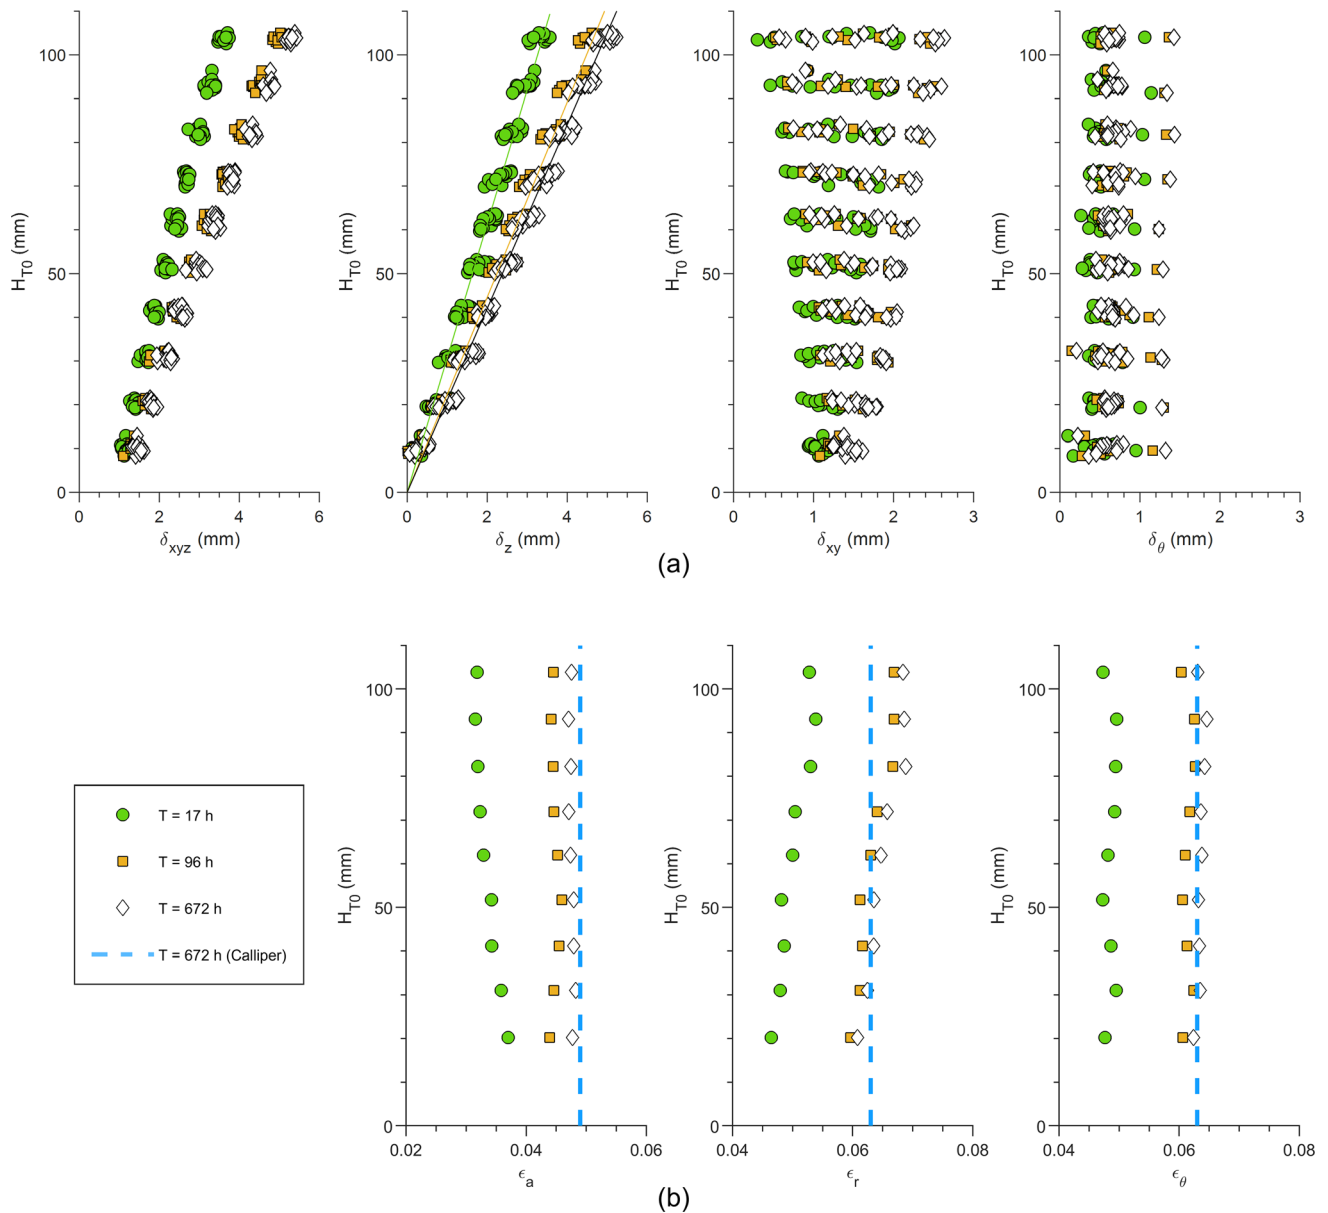 100
50
0
H_T0 (mm)
0 2 4 6
δ_xyz (mm)
100
50
0
H_T0 (mm)
0 2 4 6
δ_z (mm)
100
50
0
H_T0 (mm)
0 1 2 3
δ_xy (mm)
100
50
0
H_T0 (mm)
0 1 2 3
δ_θ (mm)
(a)
T = 17 h
T = 96 h
T = 672 h
T = 672 h (Calliper)
100
50
0
H_T0 (mm)
0.02 0.04 0.06
ϵ_a
100
50
0
H_T0 (mm)
0.04 0.06 0.08
ϵ_r
100
50
0
H_T0 (mm)
0.04 0.06 0.08
ϵ_θ
(b)